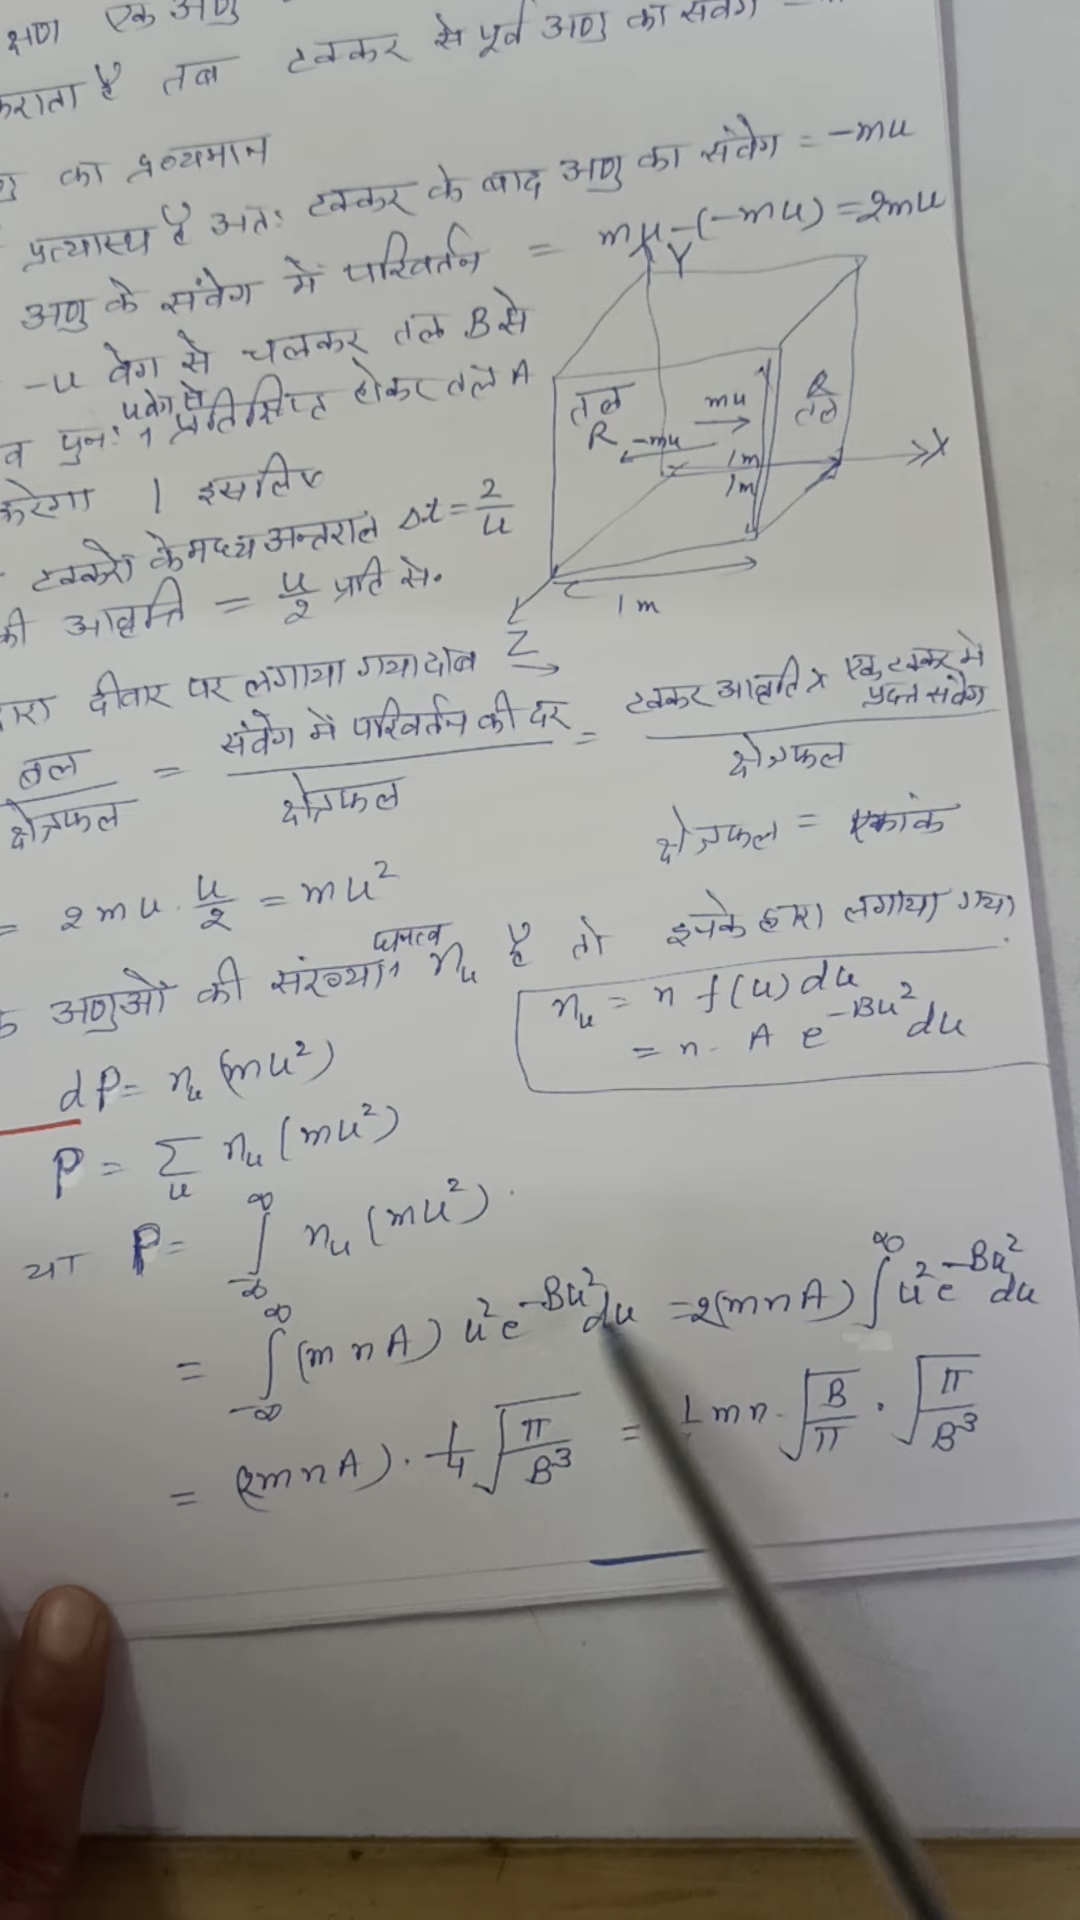 क्षण एक अणु
कराता है तब टक्कर से पूर्व अणु का संवेग
का द्रव्यमान
प्रत्यास्थ है अतः टक्कर के बाद अणु का संवेग = -mu
अणु के संवेग में परिवर्तन = mu-(-mu) = 2mu
-u वेग से चलकर तल B से
व पुनः u वेग से प्रतिक्षिप्त होकर तल A
करेगा । इसलिए
टक्करों के मध्य अन्तराल Δt = 2/u
की आवृत्ति = u/2 प्रति से.
Y
तल
R
mu
-mu
R
तल
X
1m
1m
1m
Z
द्वारा दीवार पर लगाया गया दाब
बल/क्षेत्रफल = संवेग में परिवर्तन की दर/क्षेत्रफल = टक्कर आवृति x एक टक्कर में प्रदत्त संवेग/क्षेत्रफल
क्षेत्रफल = एकांक
= 2mu . u/2 = mu²
अणुओं की संख्या घनत्व n_u है तो इनके द्वारा लगाया गया
n_u = n f(u) du
= n . A e^{-Bu²} du
dP = n_u (mu²)
P = Σ_u n_u (mu²)
या P = ∫_{-∞}^{∞} n_u (mu²)
= ∫_{-∞}^{∞} (mnA) u² e^{-Bu²} du = 2(mnA) ∫^{∞} u² e^{-Bu²} du
= (2mnA) . 1/4 √(π/B³) = 1/ mn . √(B/π) . √(π/B³)